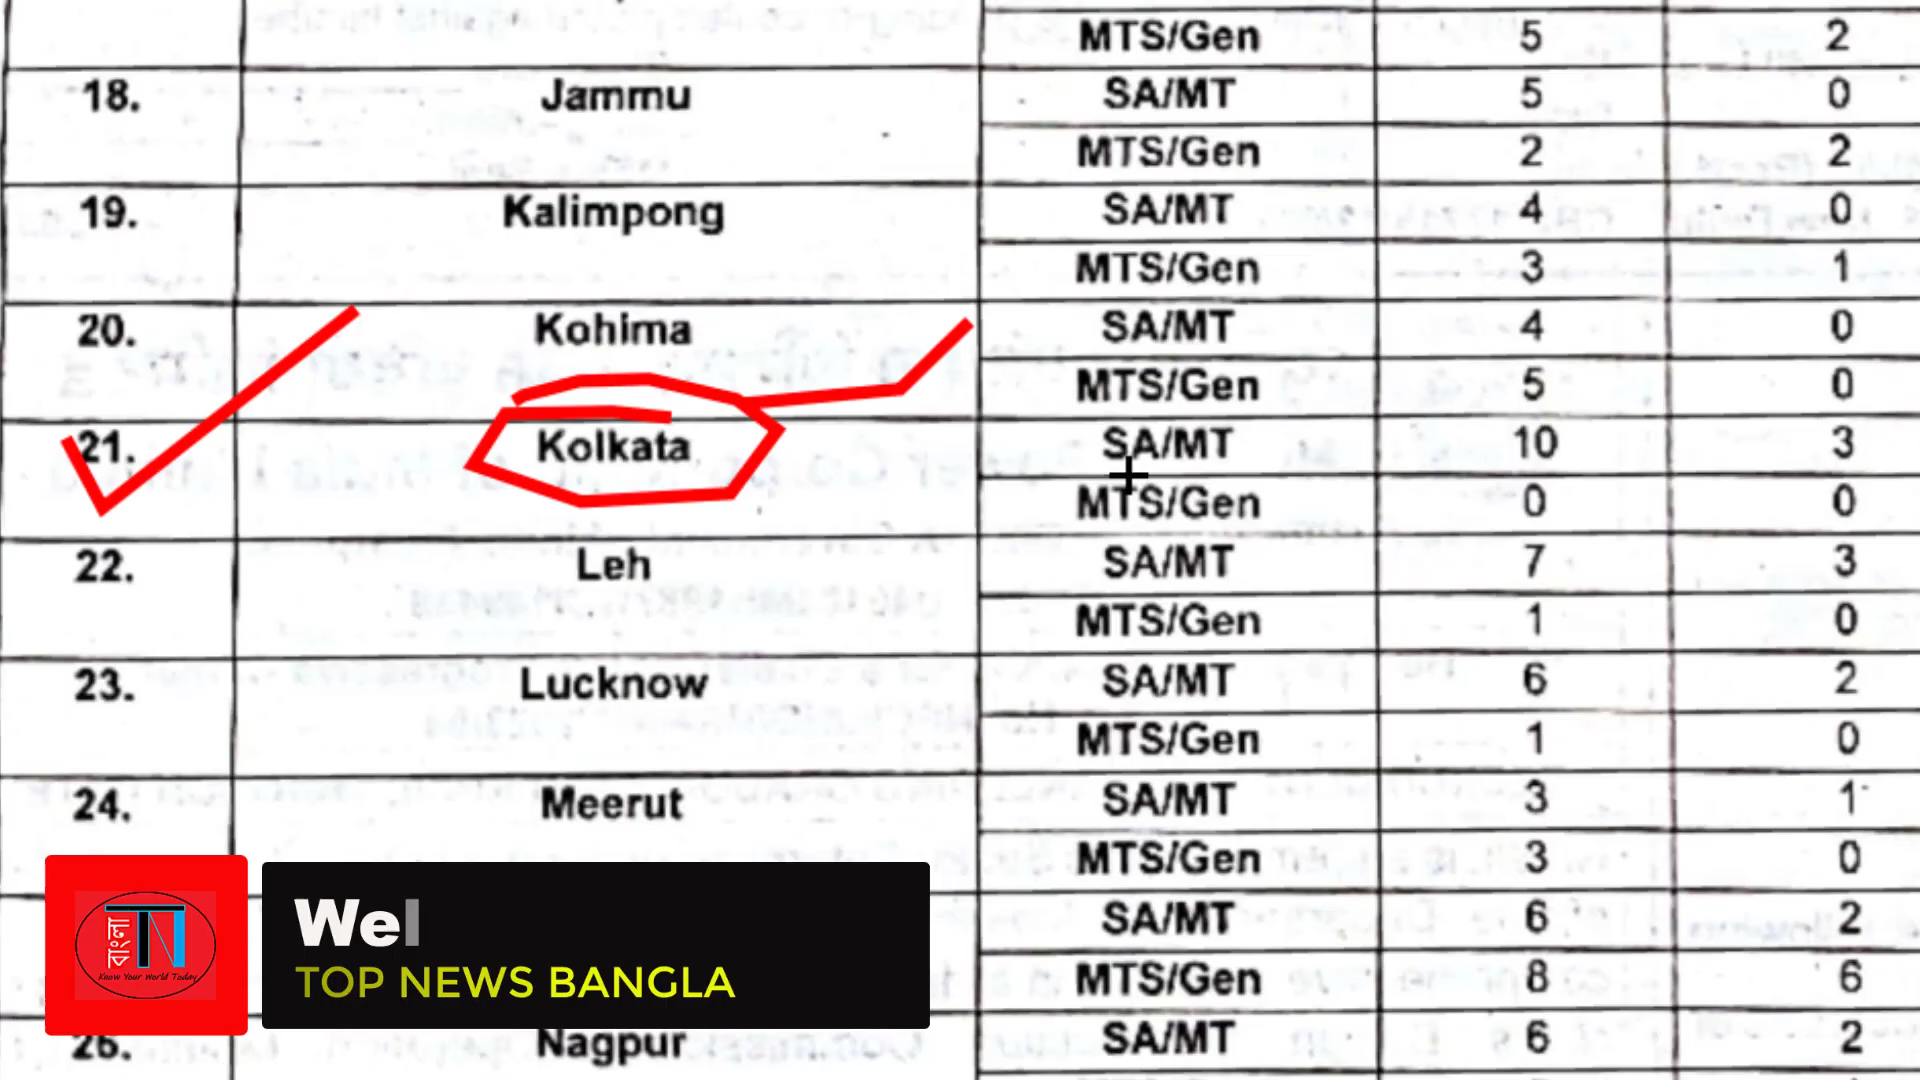 MTS/Gen 5 2
18. Jammu SA/MT 5 0
MTS/Gen 2 2
19. Kalimpong SA/MT 4 0
MTS/Gen 3 1
20. Kohima SA/MT 4 0
MTS/Gen 5 0
21. Kolkata SA/MT 10 3
MTS/Gen 0 0
22. Leh SA/MT 7 3
MTS/Gen 1 0
23. Lucknow SA/MT 6 2
MTS/Gen 1 0
24. Meerut SA/MT 3 1
MTS/Gen 3 0
SA/MT 6 2
MTS/Gen 8 6
26. Nagpur SA/MT 6 2
বাংলা TN
Know Your World Today
Wel
TOP NEWS BANGLA